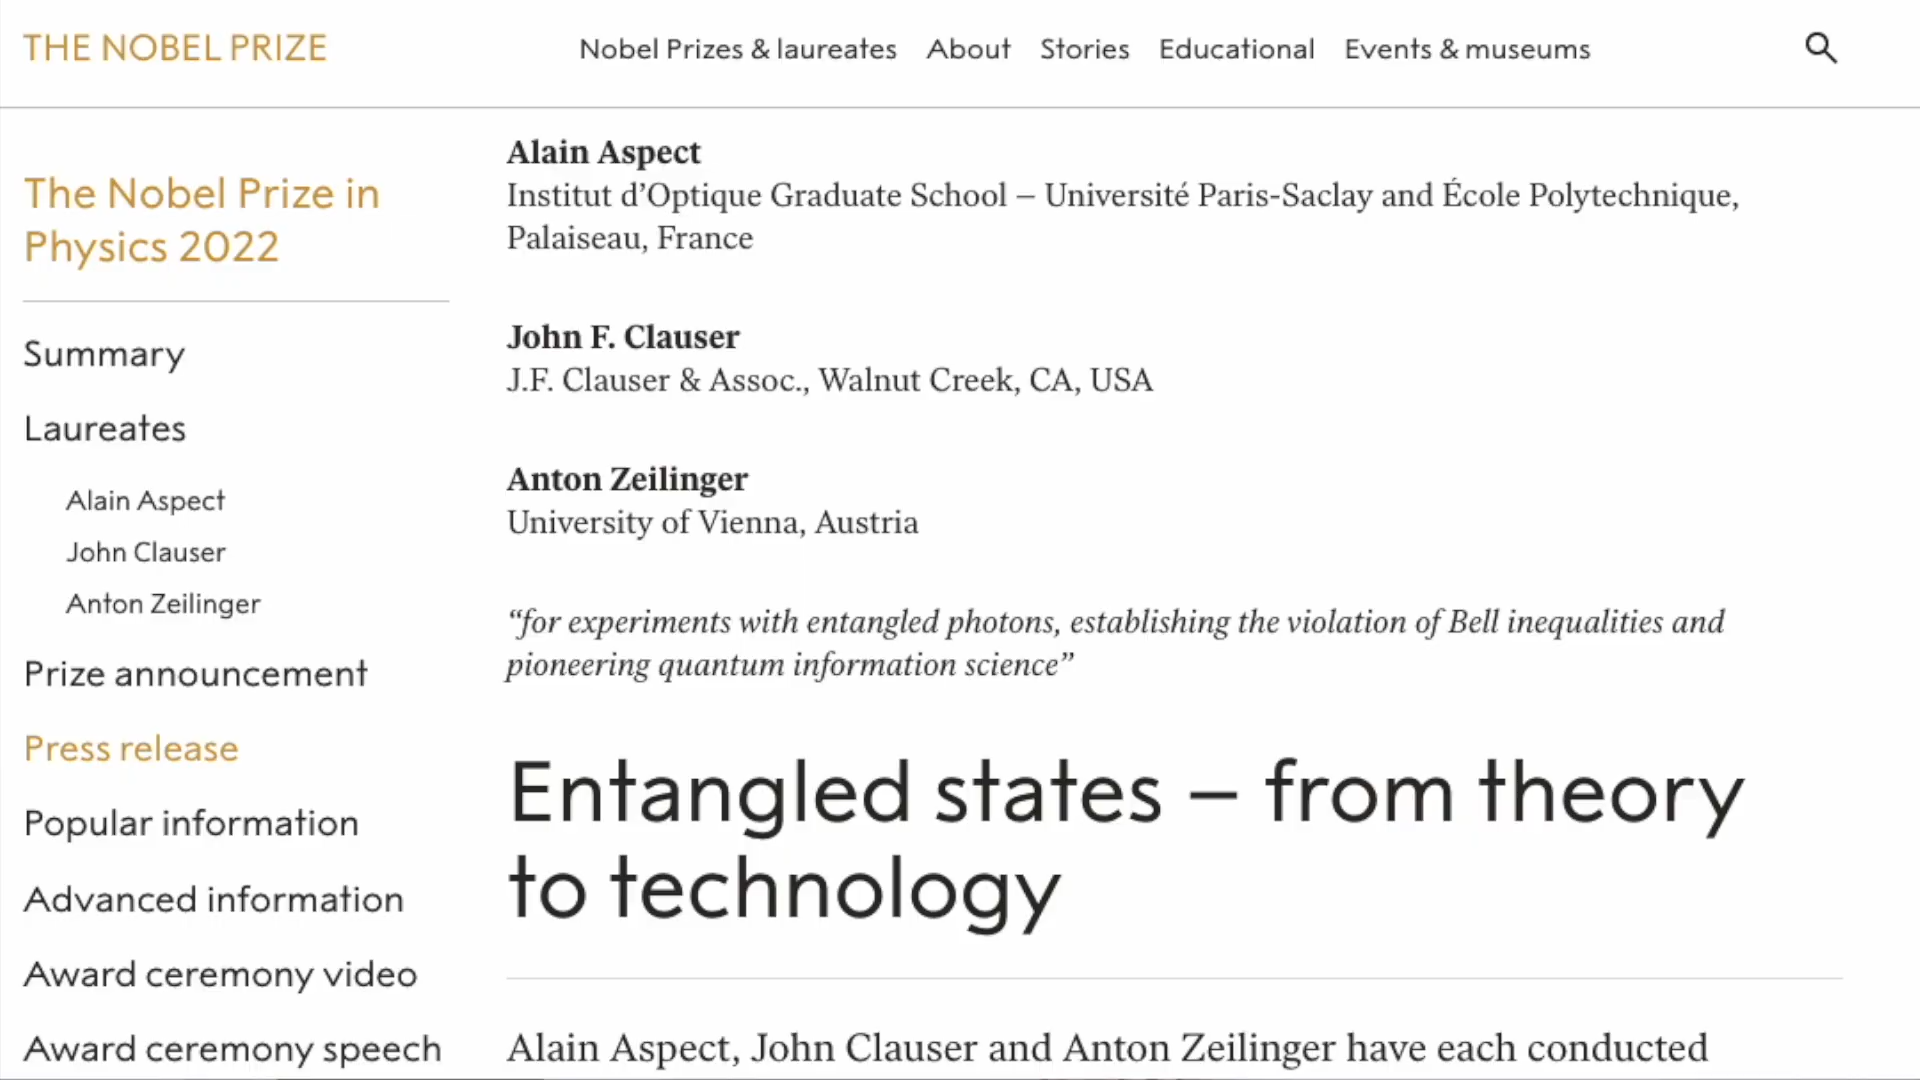 THE NOBEL PRIZE
Nobel Prizes & laureates About Stories Educational Events & museums
The Nobel Prize in
Physics 2022
Summary
Laureates
Alain Aspect
John Clauser
Anton Zeilinger
Prize announcement
Press release
Popular information
Advanced information
Award ceremony video
Award ceremony speech
Alain Aspect
Institut d’Optique Graduate School – Université Paris-Saclay and École Polytechnique,
Palaiseau, France
John F. Clauser
J.F. Clauser & Assoc., Walnut Creek, CA, USA
Anton Zeilinger
University of Vienna, Austria
“for experiments with entangled photons, establishing the violation of Bell inequalities and
pioneering quantum information science”
Entangled states – from theory
to technology
Alain Aspect, John Clauser and Anton Zeilinger have each conducted